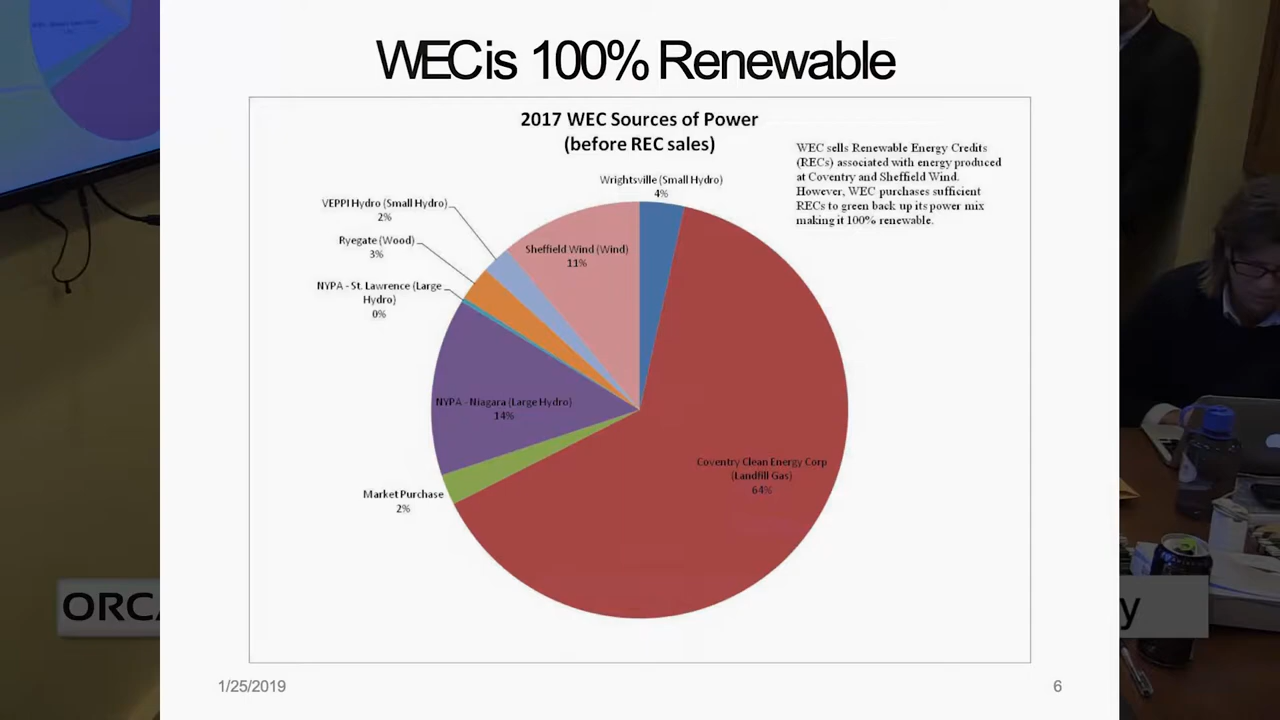 WEC is 100% Renewable
2017 WEC Sources of Power
(before REC sales)
WEC sells Renewable Energy Credits
(RECs) associated with energy produced
at Coventry and Sheffield Wind.
However, WEC purchases sufficient
RECs to green back up its power mix
making it 100% renewable.
Wrightsville (Small Hydro)
4%
VEPPI Hydro (Small Hydro)
2%
Ryegate (Wood)
3%
Sheffield Wind (Wind)
11%
NYPA - St. Lawrence (Large
Hydro)
0%
NYPA - Niagara (Large Hydro)
14%
Coventry Clean Energy Corp
(Landfill Gas)
64%
Market Purchase
2%
ORCA
y
1/25/2019
6